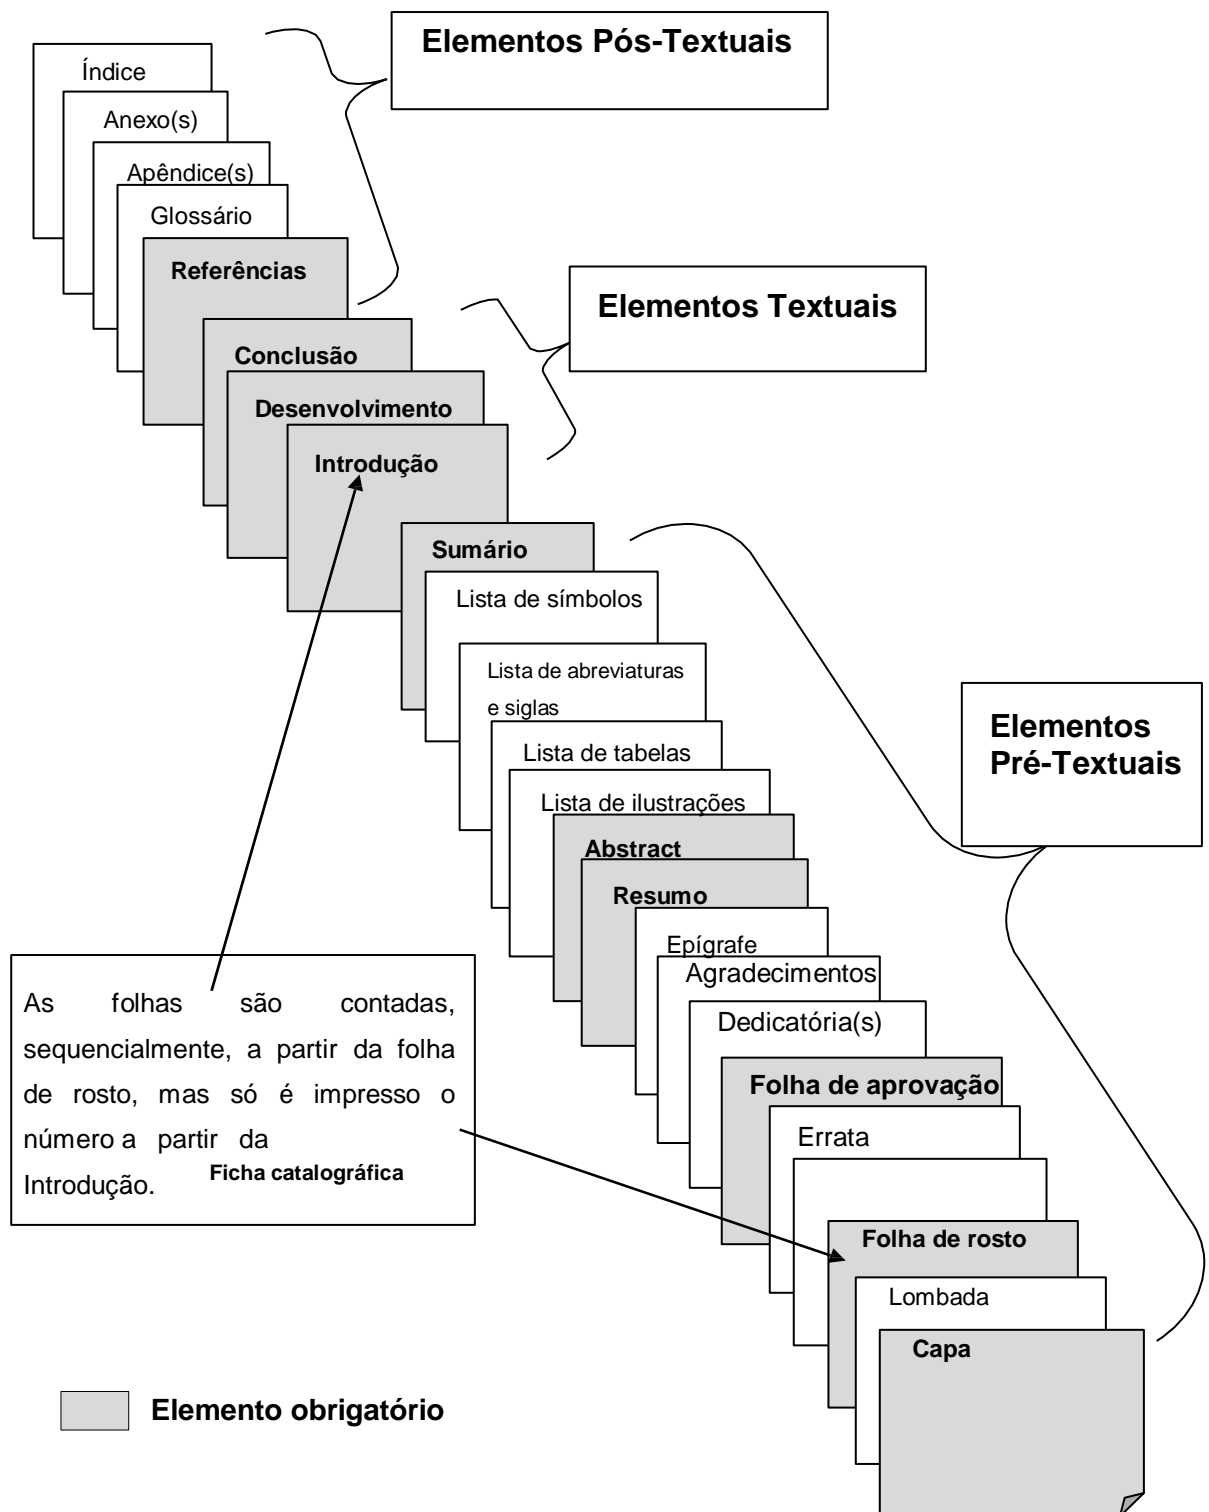 Elementos Pós-Textuais
Índice
Anexo(s)
Apêndice(s)
Glossário
Referências
Elementos Textuais
Conclusão
Desenvolvimento
Introdução
Sumário
Lista de símbolos
Lista de abreviaturas
e siglas
Elementos
Pré-Textuais
Lista de tabelas
Lista de ilustrações
Abstract
Resumo
Epígrafe
Agradecimentos
Dedicatória(s)
Folha de aprovação
Errata
As folhas são contadas,
sequencialmente, a partir da folha
de rosto, mas só é impresso o
número a partir da
Introdução.
Ficha catalográfica
Folha de rosto
Lombada
Capa
Elemento obrigatório